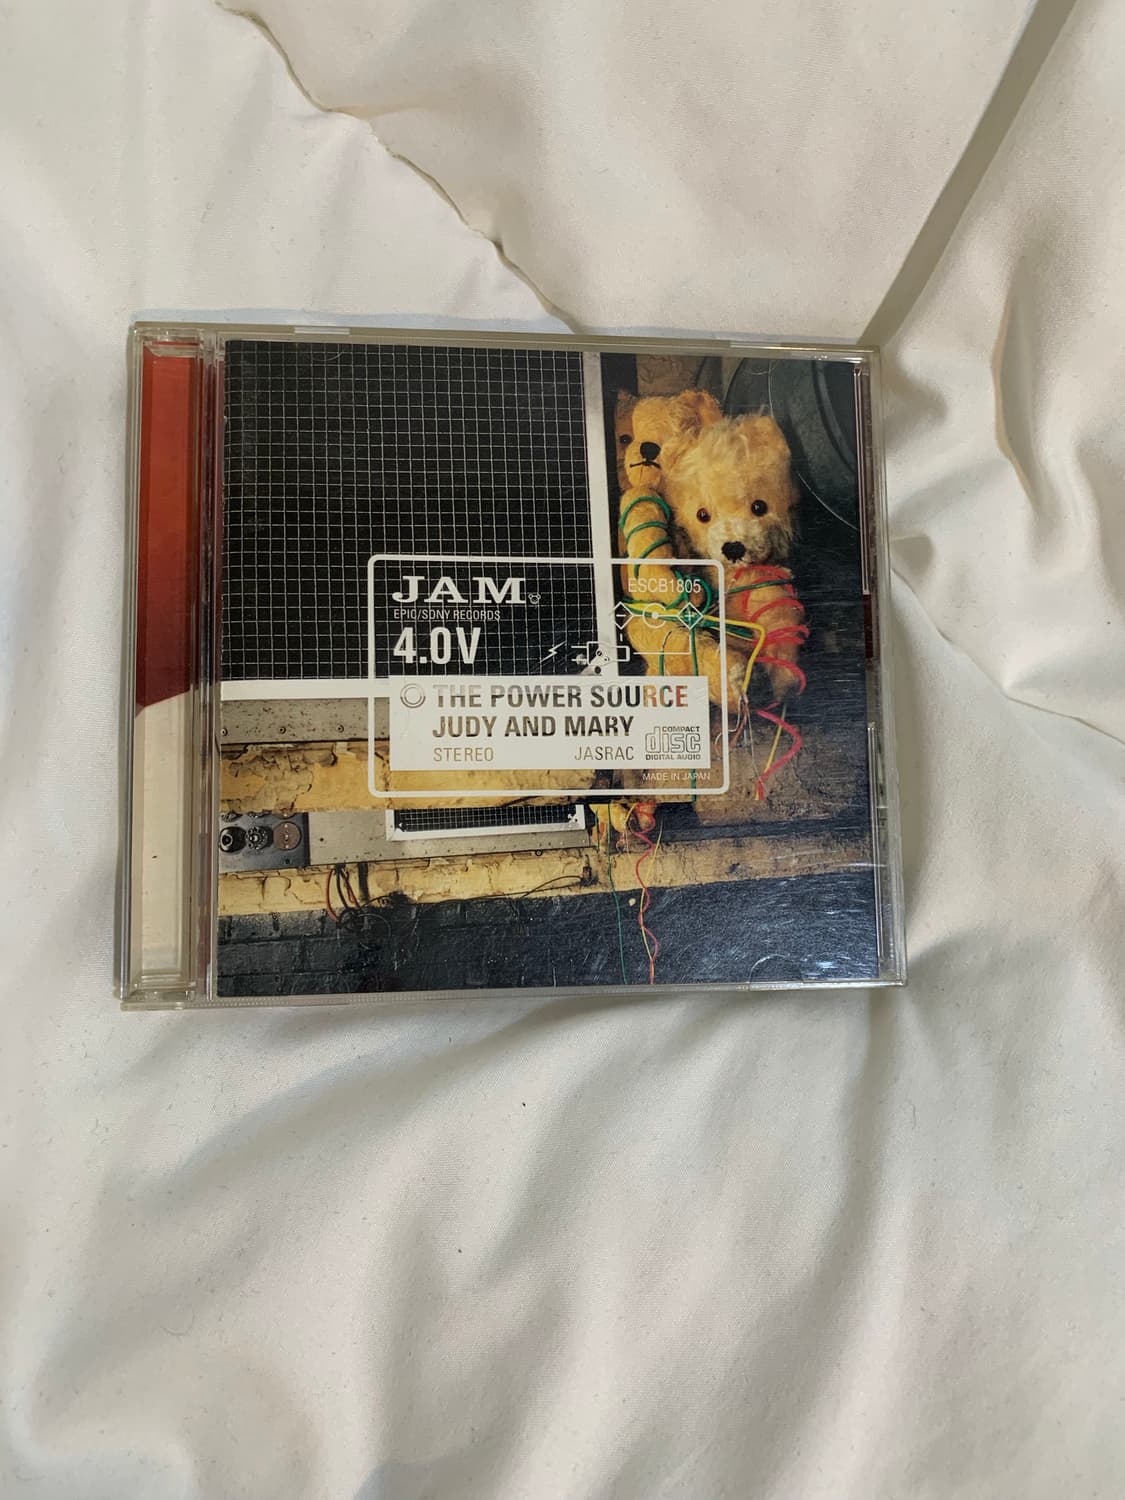 JAM
ESCB1805
EPIC/SONY RECORDS
4.0V
THE POWER SOURCE
JUDY AND MARY
STEREO JASRAC
COMPACT
disc
DIGITAL AUDIO
MADE IN JAPAN